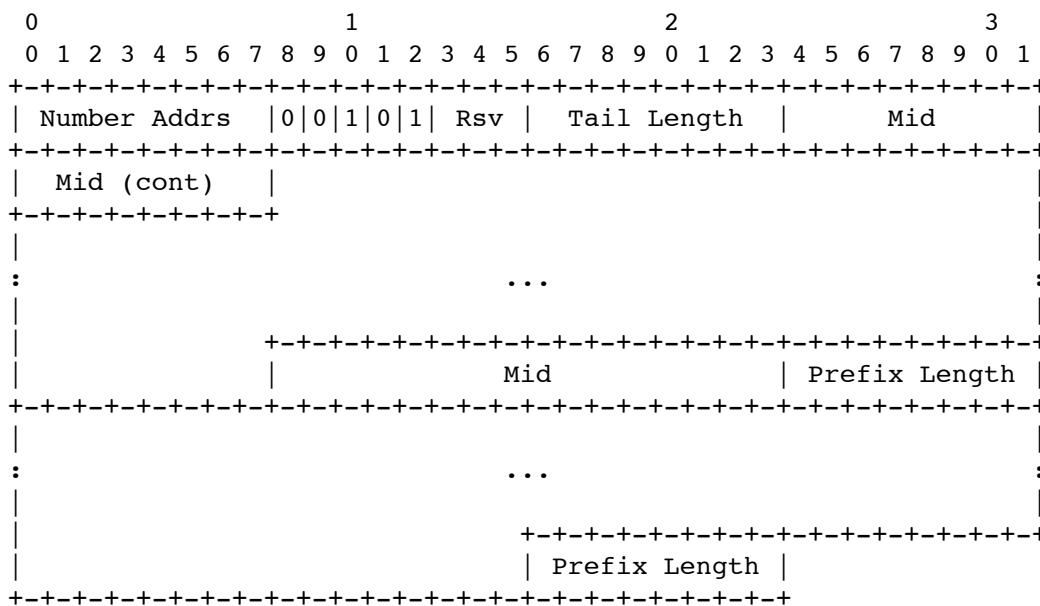 0                   1                   2                   3
 0 1 2 3 4 5 6 7 8 9 0 1 2 3 4 5 6 7 8 9 0 1 2 3 4 5 6 7 8 9 0 1
+-+-+-+-+-+-+-+-+-+-+-+-+-+-+-+-+-+-+-+-+-+-+-+-+-+-+-+-+-+-+-+-+
| Number Addrs  |0|0|1|0|1| Rsv |  Tail Length  |      Mid      |
+-+-+-+-+-+-+-+-+-+-+-+-+-+-+-+-+-+-+-+-+-+-+-+-+-+-+-+-+-+-+-+-+
|  Mid (cont)   |                                               |
+-+-+-+-+-+-+-+-+                                               |
|                                                               |
:                              ...                              :
|                                                               |
|               +-+-+-+-+-+-+-+-+-+-+-+-+-+-+-+-+-+-+-+-+-+-+-+-+
|               |              Mid              | Prefix Length |
+-+-+-+-+-+-+-+-+-+-+-+-+-+-+-+-+-+-+-+-+-+-+-+-+-+-+-+-+-+-+-+-+
|                                                               |
:                              ...                              :
|                                                               |
|                               +-+-+-+-+-+-+-+-+-+-+-+-+-+-+-+-+
|                               | Prefix Length |
+-+-+-+-+-+-+-+-+-+-+-+-+-+-+-+-+-+-+-+-+-+-+-+-+